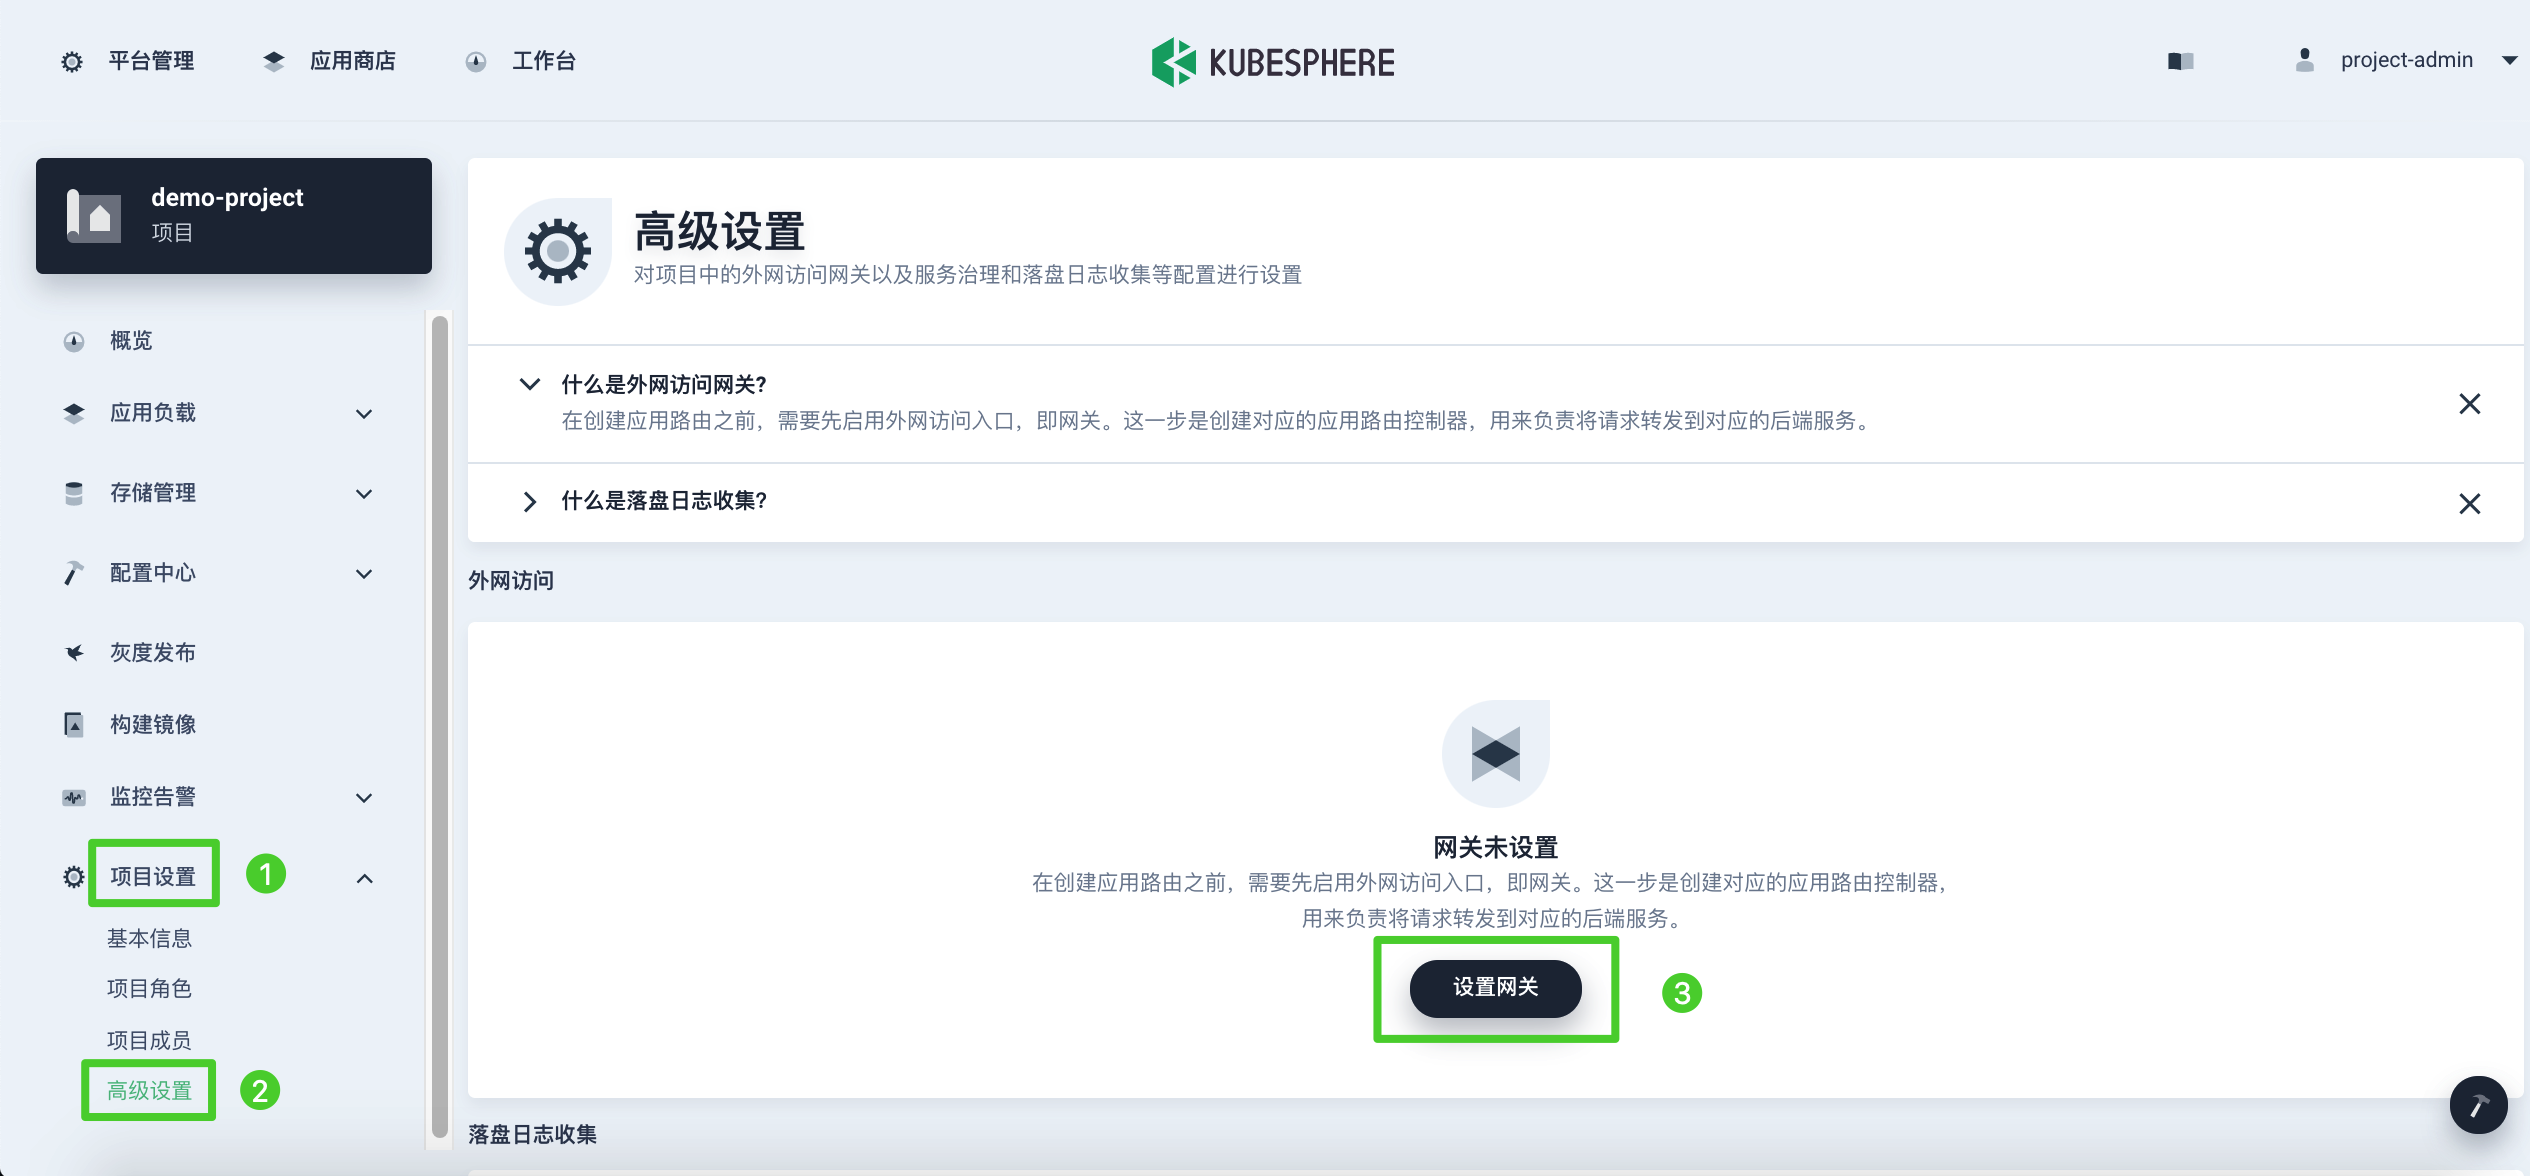 平台管理
应用商店
工作台
KUBESPHERE
project-admin
demo-project
项目
概览
应用负载
存储管理
配置中心
灰度发布
构建镜像
监控告警
项目设置
1
基本信息
项目角色
项目成员
高级设置
2
高级设置
对项目中的外网访问网关以及服务治理和落盘日志收集等配置进行设置
什么是外网访问网关?
在创建应用路由之前，需要先启用外网访问入口，即网关。这一步是创建对应的应用路由控制器，用来负责将请求转发到对应的后端服务。
什么是落盘日志收集?
外网访问
网关未设置
在创建应用路由之前，需要先启用外网访问入口，即网关。这一步是创建对应的应用路由控制器，
用来负责将请求转发到对应的后端服务。
设置网关
3
落盘日志收集